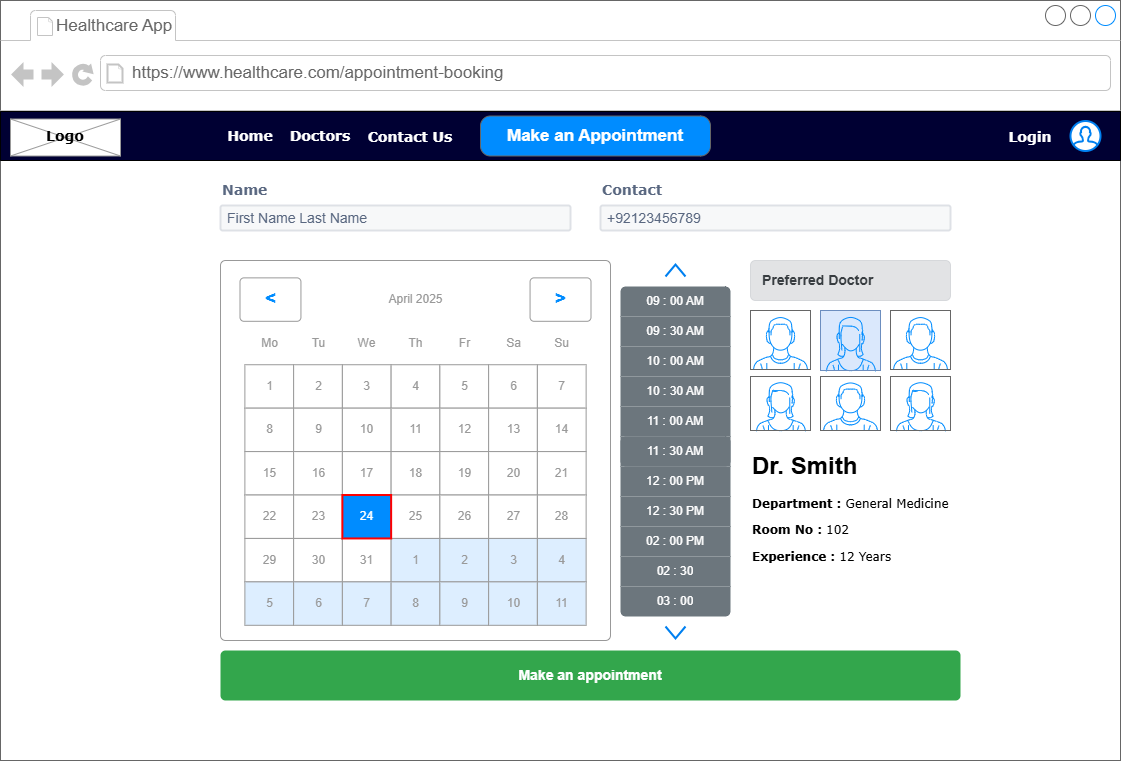 Healthcare App
https://www.healthcare.com/appointment-booking
Logo Home Doctors Contact Us Make an Appointment Login
Name Contact
First Name Last Name +92123456789
< April 2025 >
Mo Tu We Th Fr Sa Su
1 2 3 4 5 6 7
8 9 10 11 12 13 14
15 16 17 18 19 20 21
22 23 24 25 26 27 28
29 30 31 1 2 3 4
5 6 7 8 9 10 11
09 : 00 AM
09 : 30 AM
10 : 00 AM
10 : 30 AM
11 : 00 AM
11 : 30 AM
12 : 00 PM
12 : 30 PM
02 : 00 PM
02 : 30
03 : 00
Preferred Doctor
Dr. Smith
Department : General Medicine
Room No : 102
Experience : 12 Years
Make an appointment